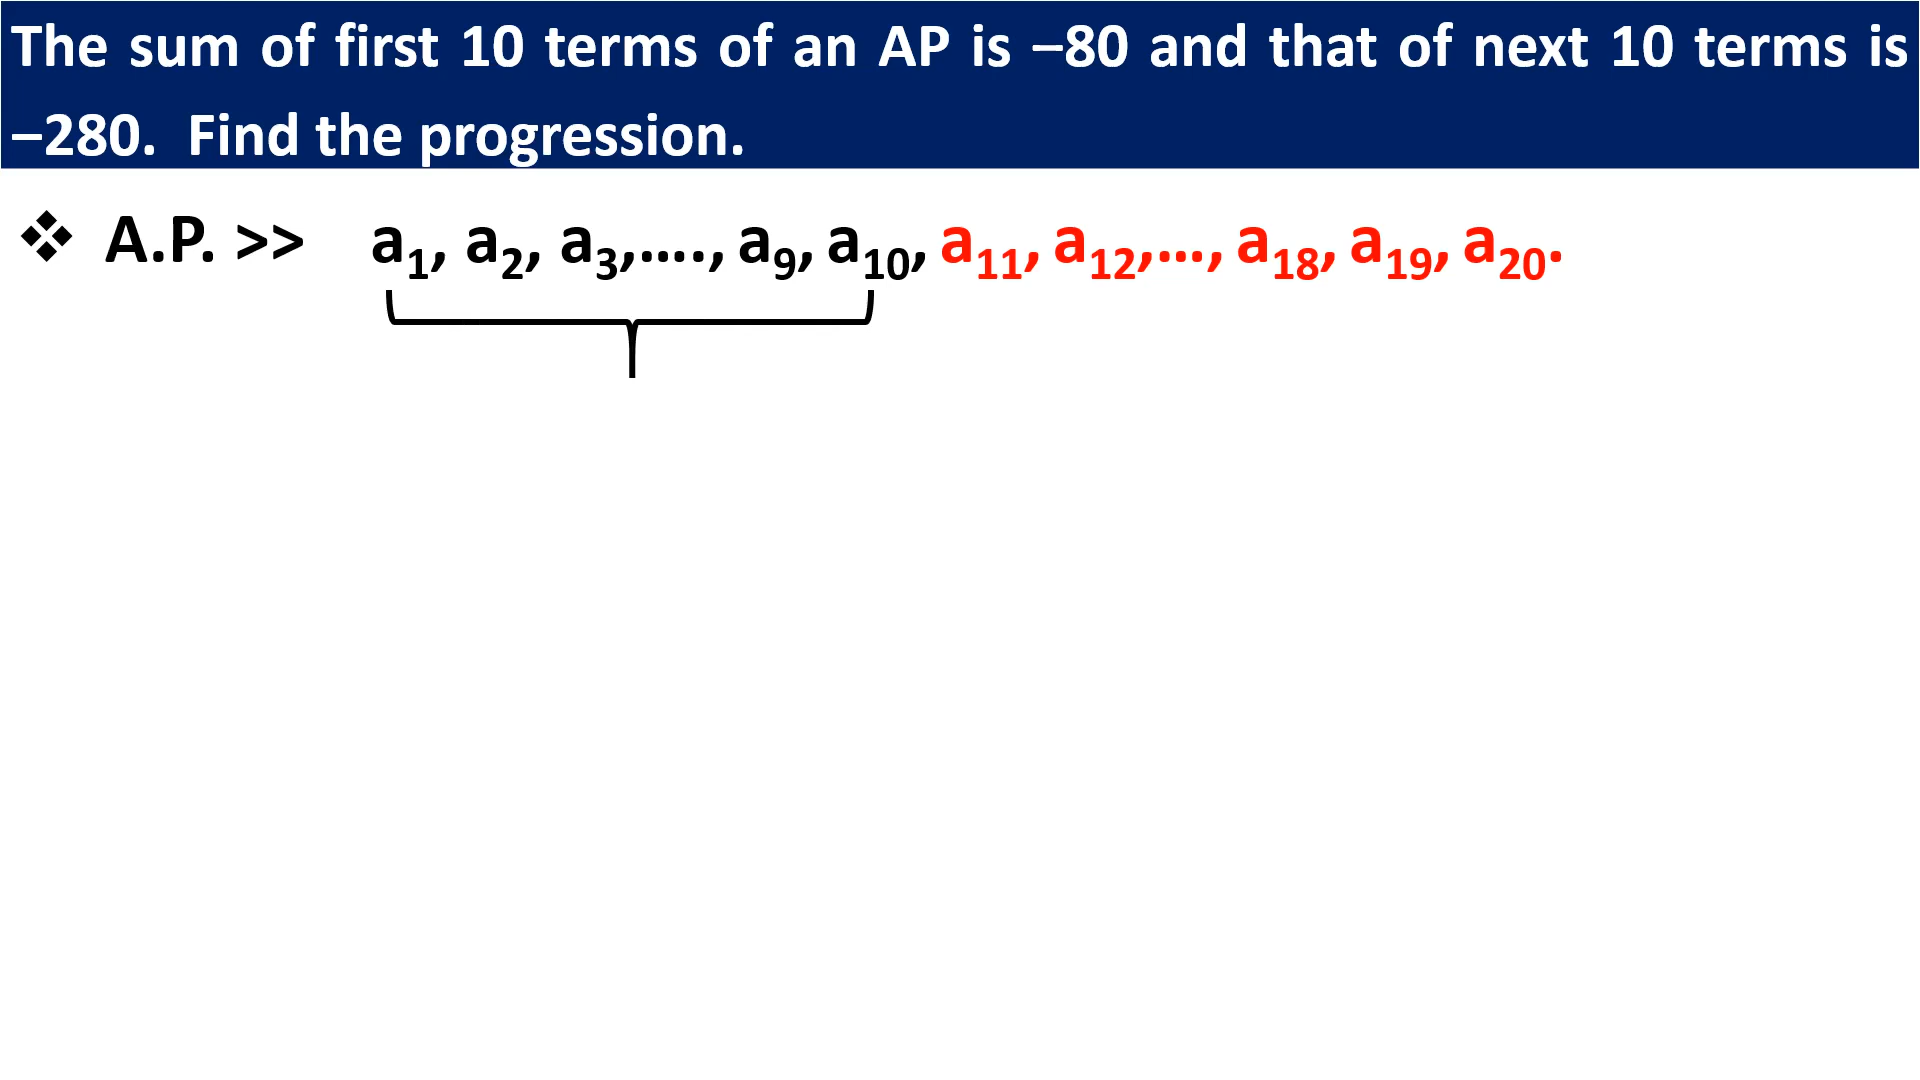 The sum of first 10 terms of an AP is –80 and that of next 10 terms is
–280. Find the progression.
❖ A.P. >> a₁, a₂, a₃,...., a₉, a₁₀, a₁₁, a₁₂,..., a₁₈, a₁₉, a₂₀.